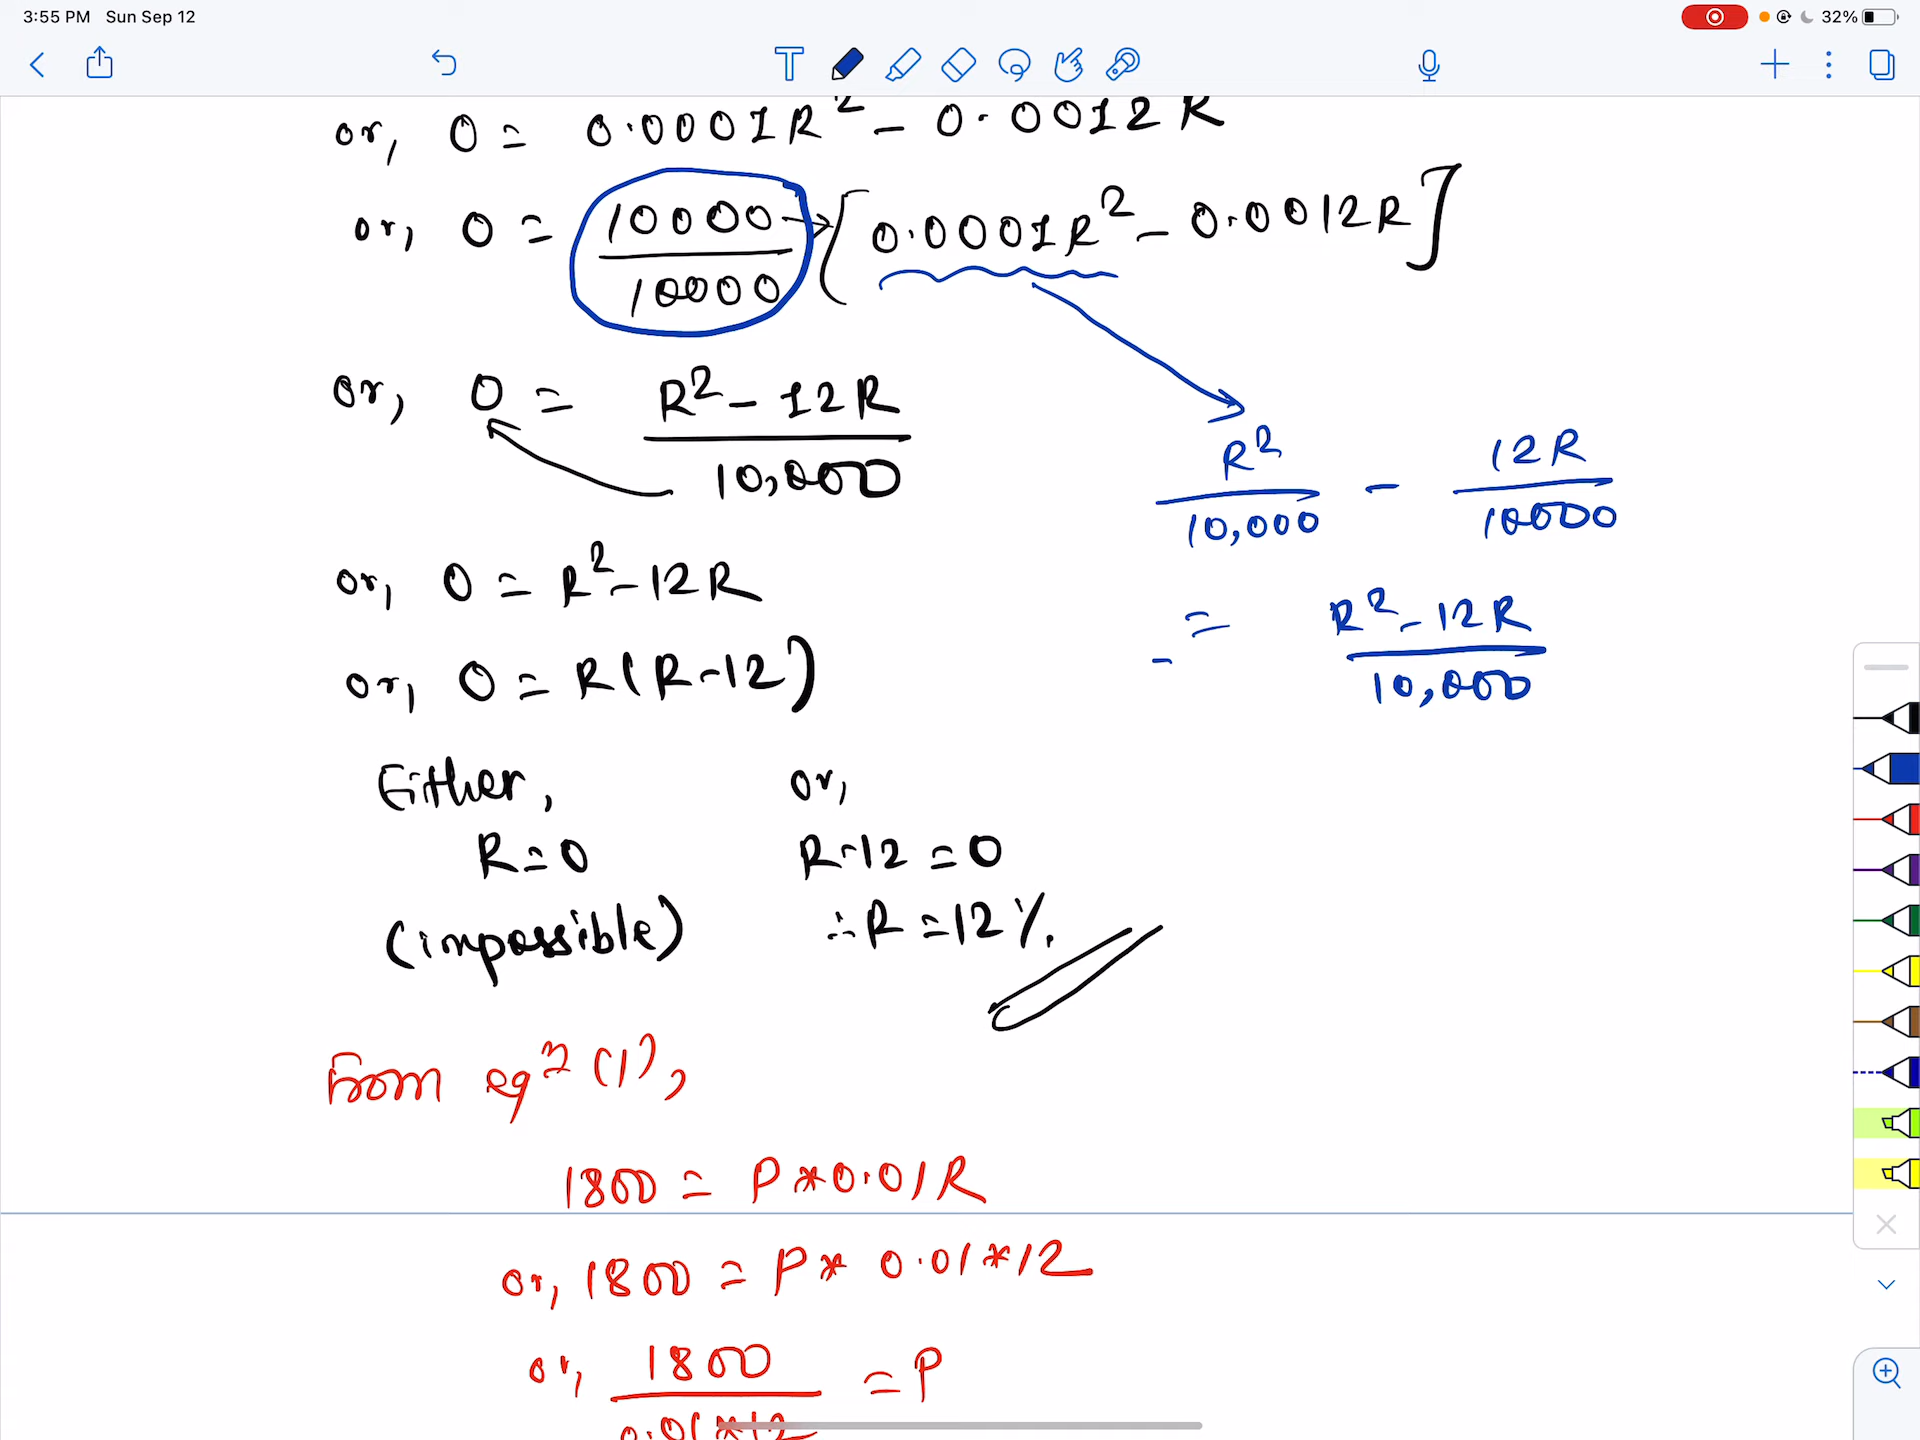 3:55 PM Sun Sep 12
32%
or, 0 = 0.0001R² - 0.0012R
or, 0 = 10000/10000 [0.0001R² - 0.0012R]
or, 0 = R² - 12R / 10,000
R²/10,000 - 12R/10000
or, 0 = R² - 12R
= R² - 12R / 10,000
or, 0 = R(R-12)
Either, or,
R = 0 R-12 = 0
(impossible) ∴ R = 12%.
From eqⁿ (1),
1800 = P*0.01R
or, 1800 = P* 0.01*12
or, 1800 / 0.01*12 = P